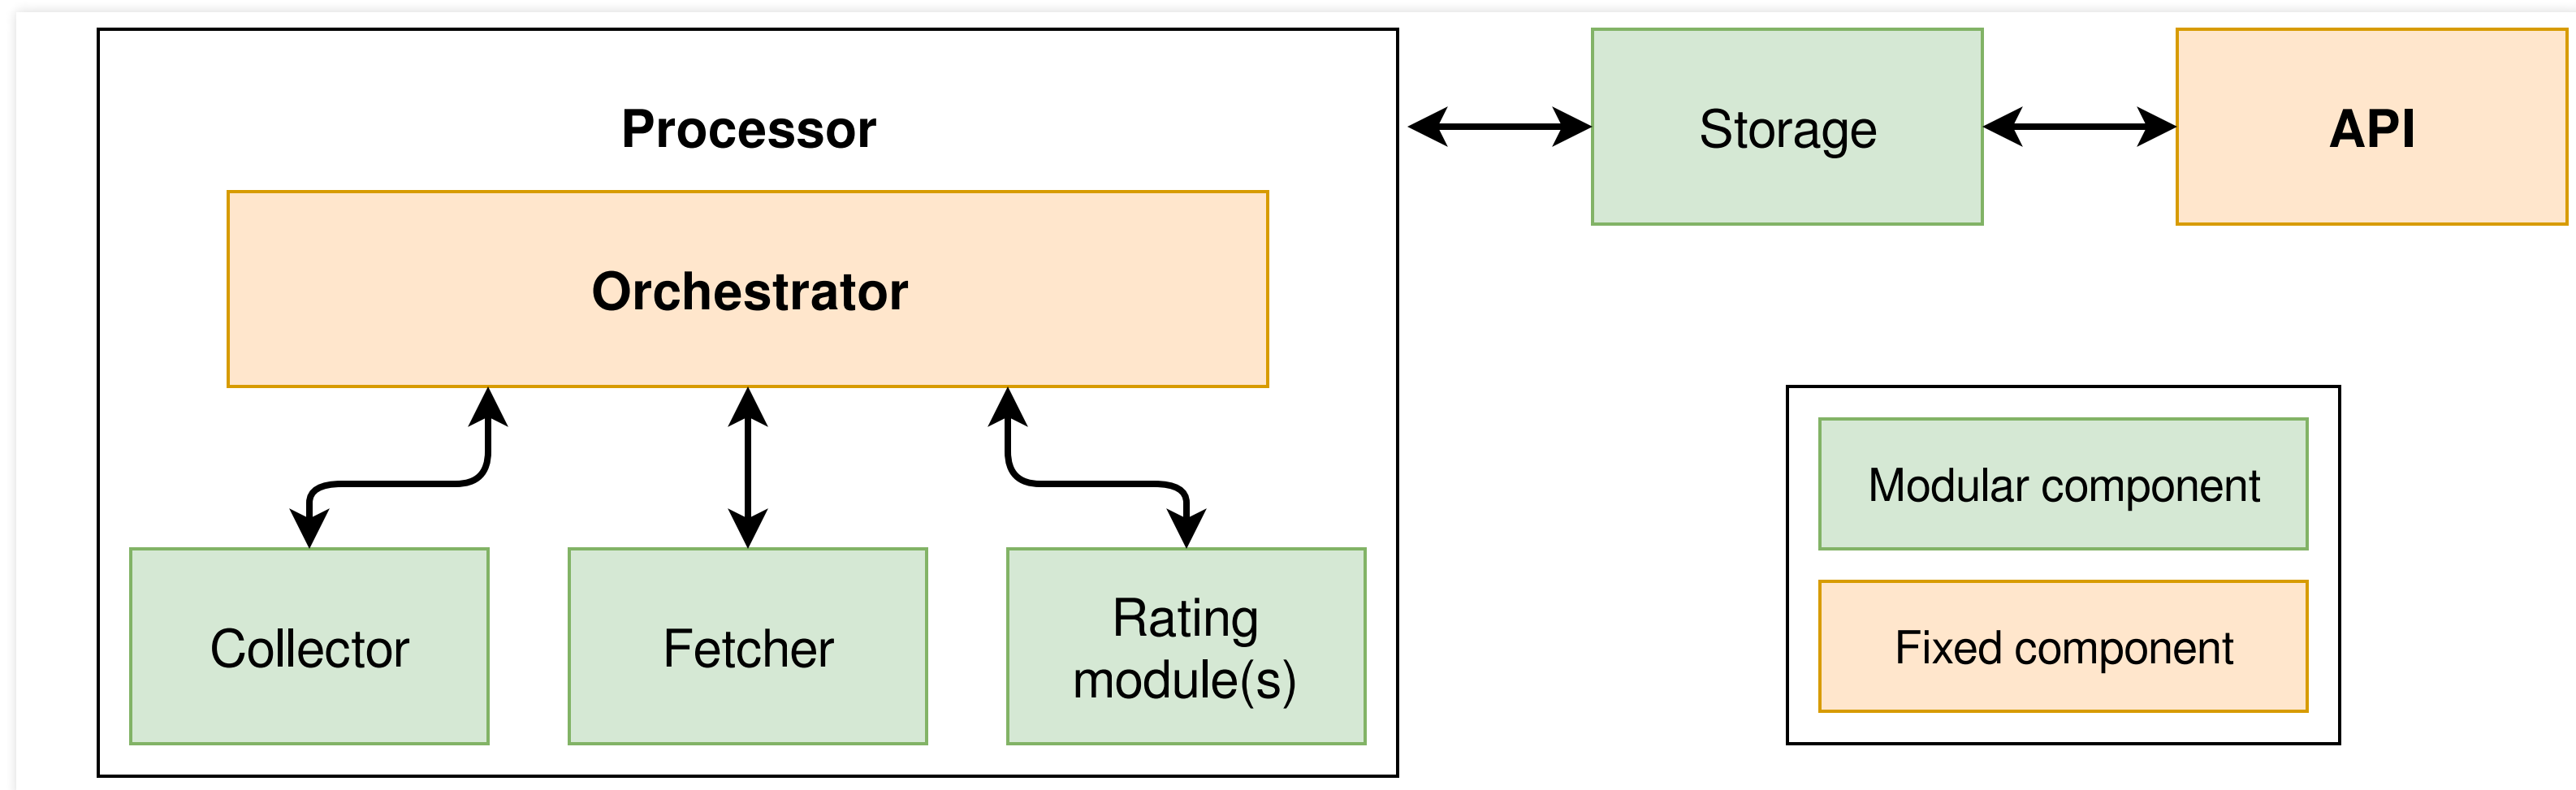 Processor
Storage
API
Orchestrator
Collector
Fetcher
Rating
module(s)
Modular component
Fixed component